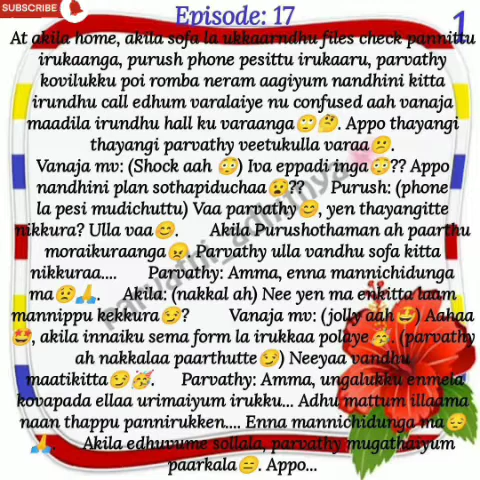 SUBSCRIBE
Episode: 17
1
At akila home, akila sofa la ukkaarndhu files check pannittu
irukaanga, purush phone pesittu irukaaru, parvathy
kovilukku poi romba neram aagiyum nandhini kitta
irundhu call edhum varalaiye nu confused aah vanaja
maadila irundhu hall ku varaanga🙄🤔. Appo thayangi
thayangi parvathy veetukulla varaa😕.
Vanaja mv: (Shock aah 😳) Iva eppadi inga😳?? Appo
nandhini plan sothapiduchaa😧?? Purush: (phone
la pesi mudichuttu) Vaa parvathy😊, yen thayangitte
nikkura? Ulla vaa😊. Akila Purushothaman ah paarthu
moraikuraanga😠. Parvathy ulla vandhu sofa kitta
nikkuraa.... Parvathy: Amma, enna mannichidunga
ma😟🙏. Akila: (nakkal ah) Nee yen ma enkitta laam
mannippu kekkura😏? Vanaja mv: (jolly aah 🤩) Aahaa
🤩, akila innaiku sema form la irukkaa polaye🥳. (parvathy
ah nakkalaa paarthutte😏) Neeyaa vandhu
maatikitta😏🥳. Parvathy: Amma, ungalukku enmela
kovapada ellaa urimaiyum irukku... Adhu mattum illaama
naan thappu pannirukken.... Enna mannichidunga ma😔
🙏 Akila edhuvume sollala, parvathy mugathaiyum
paarkala😑. Appo...